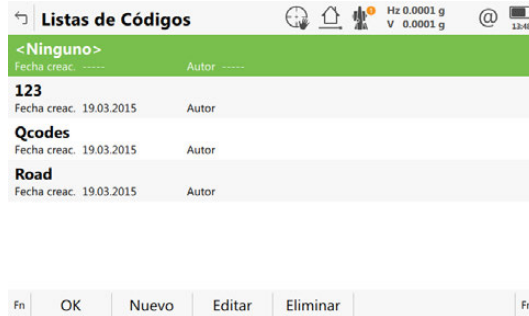 Listas de Códigos
Hz 0.0001 g
V 0.0001 g
@
13:48
<Ninguno>
Fecha creac. ----- Autor -----
123
Fecha creac. 19.03.2015 Autor
Qcodes
Fecha creac. 19.03.2015 Autor
Road
Fecha creac. 19.03.2015 Autor
Fn OK Nuevo Editar Eliminar Fn